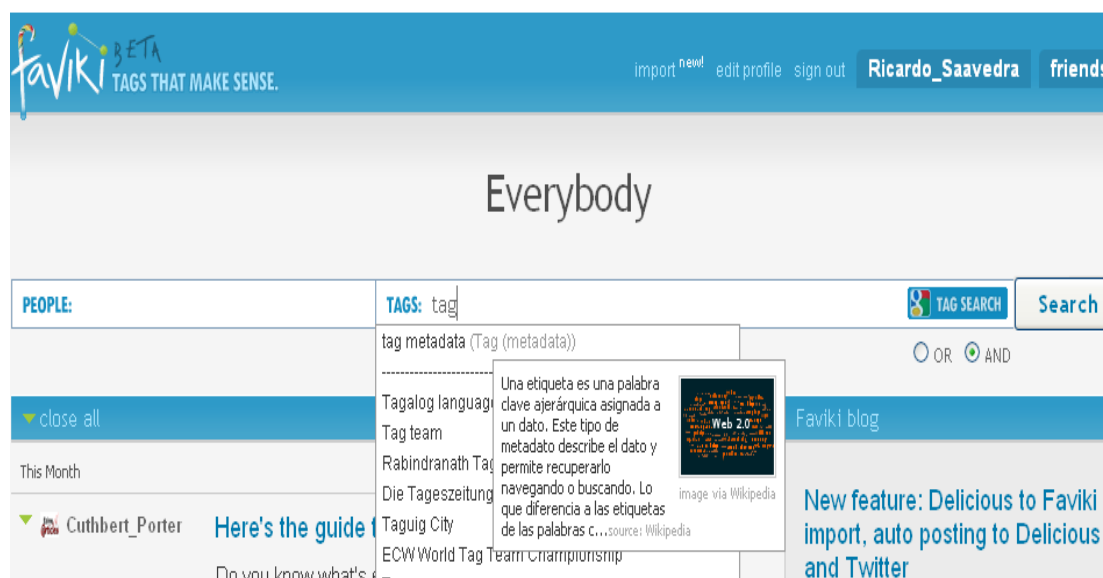 faviki BETA
TAGS THAT MAKE SENSE.
import new! edit profile sign out Ricardo_Saavedra friends
Everybody
PEOPLE:
TAGS: tag
TAG SEARCH
Search
OR AND
tag metadata (Tag (metadata))
Tagalog language
Tag team
Rabindranath
Die Tageszeitung
Taguig City
ECW World Tag Team Championship
Una etiqueta es una palabra
clave ajerárquica asignada a
un dato. Este tipo de
metadato describe el dato y
permite recuperarlo
navegando o buscando. Lo
que diferencia a las etiquetas
de las palabras c...source: Wikipedia
Web 2.0
image via Wikipedia
close all
This Month
Cuthbert_Porter
Here's the guide
Do you know what's
Faviki blog
New feature: Delicious to Faviki
import, auto posting to Delicious
and Twitter